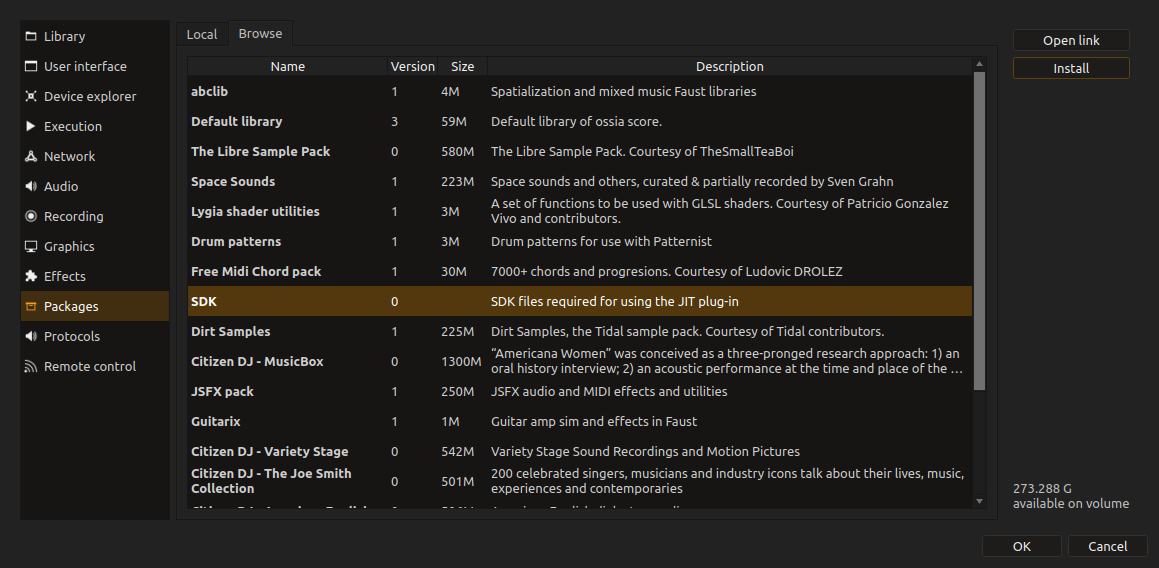 Library
User interface
Device explorer
Execution
Network
Audio
Recording
Graphics
Effects
Packages
Protocols
Remote control
Local Browse
Name Version Size Description
abclib 1 4M Spatialization and mixed music Faust libraries
Default library 3 59M Default library of ossia score.
The Libre Sample Pack 0 580M The Libre Sample Pack. Courtesy of TheSmallTeaBoi
Space Sounds 1 223M Space sounds and others, curated & partially recorded by Sven Grahn
Lygia shader utilities 1 3M A set of functions to be used with GLSL shaders. Courtesy of Patricio Gonzalez
Vivo and contributors.
Drum patterns 1 3M Drum patterns for use with Patternist
Free Midi Chord pack 1 30M 7000+ chords and progresions. Courtesy of Ludovic DROLEZ
SDK 0 SDK files required for using the JIT plug-in
Dirt Samples 1 225M Dirt Samples, the Tidal sample pack. Courtesy of Tidal contributors.
Citizen DJ - MusicBox 0 1300M “Americana Women” was conceived as a three-pronged research approach: 1) an
oral history interview; 2) an acoustic performance at the time and place of the …
JSFX pack 1 250M JSFX audio and MIDI effects and utilities
Guitarix 1 1M Guitar amp sim and effects in Faust
Citizen DJ - Variety Stage 0 542M Variety Stage Sound Recordings and Motion Pictures
Citizen DJ - The Joe Smith
Collection 0 501M 200 celebrated singers, musicians and industry icons talk about their lives, music,
experiences and contemporaries
Open link
Install
273.288 G
available on volume
OK Cancel